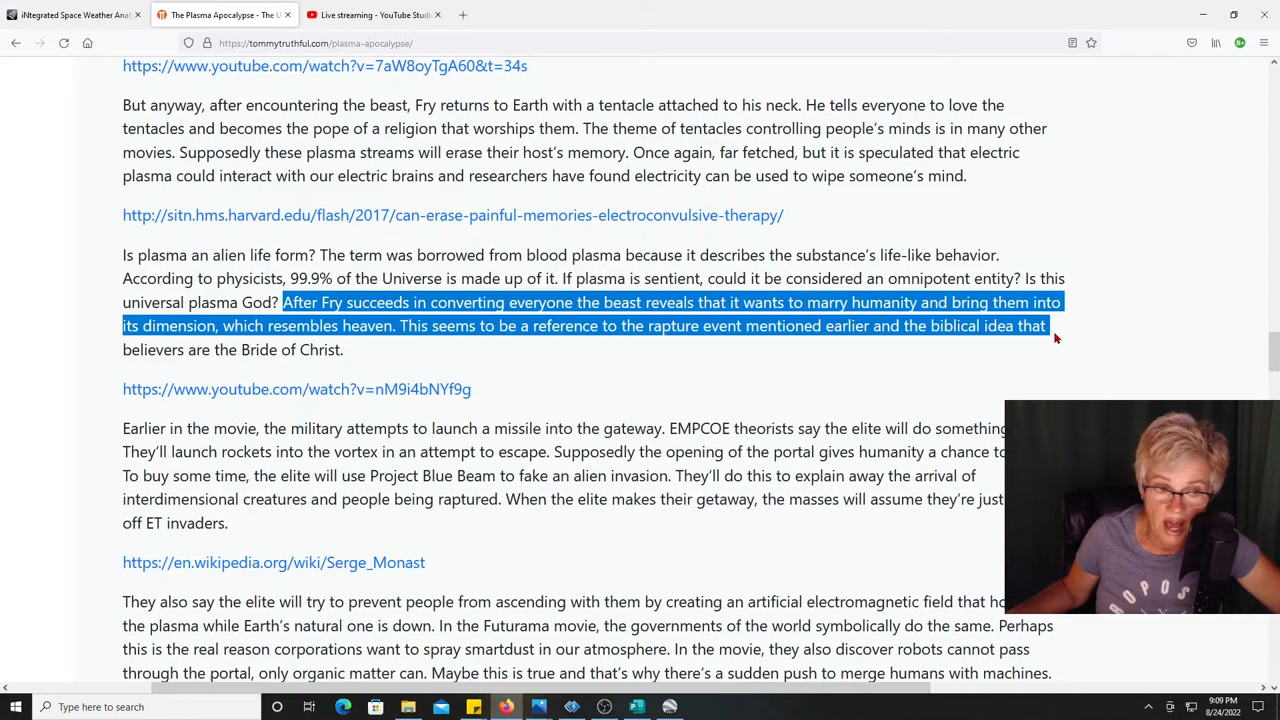 iNtegrated Space Weather Anal
The Plasma Apocalypse - The U
Live streaming - YouTube Studi
https://tommytruthful.com/plasma-apocalypse/
https://www.youtube.com/watch?v=7aW8oyTgA60&t=34s
But anyway, after encountering the beast, Fry returns to Earth with a tentacle attached to his neck. He tells everyone to love the
tentacles and becomes the pope of a religion that worships them. The theme of tentacles controlling people's minds is in many other
movies. Supposedly these plasma streams will erase their host's memory. Once again, far fetched, but it is speculated that electric
plasma could interact with our electric brains and researchers have found electricity can be used to wipe someone's mind.
http://sitn.hms.harvard.edu/flash/2017/can-erase-painful-memories-electroconvulsive-therapy/
Is plasma an alien life form? The term was borrowed from blood plasma because it describes the substance's life-like behavior.
According to physicists, 99.9% of the Universe is made up of it. If plasma is sentient, could it be considered an omnipotent entity? Is this
universal plasma God? After Fry succeeds in converting everyone the beast reveals that it wants to marry humanity and bring them into
its dimension, which resembles heaven. This seems to be a reference to the rapture event mentioned earlier and the biblical idea that
believers are the Bride of Christ.
https://www.youtube.com/watch?v=nM9i4bNYf9g
Earlier in the movie, the military attempts to launch a missile into the gateway. EMPCOE theorists say the elite will do something
They'll launch rockets into the vortex in an attempt to escape. Supposedly the opening of the portal gives humanity a chance to
To buy some time, the elite will use Project Blue Beam to fake an alien invasion. They'll do this to explain away the arrival of
interdimensional creatures and people being raptured. When the elite makes their getaway, the masses will assume they're just
off ET invaders.
https://en.wikipedia.org/wiki/Serge_Monast
They also say the elite will try to prevent people from ascending with them by creating an artificial electromagnetic field that
the plasma while Earth's natural one is down. In the Futurama movie, the governments of the world symbolically do the same. Perhaps
this is the real reason corporations want to spray smartdust in our atmosphere. In the movie, they also discover robots cannot pass
through the portal, only organic matter can. Maybe this is true and that's why there's a sudden push to merge humans with machines.
Type here to search
9:09 PM
8/24/2022